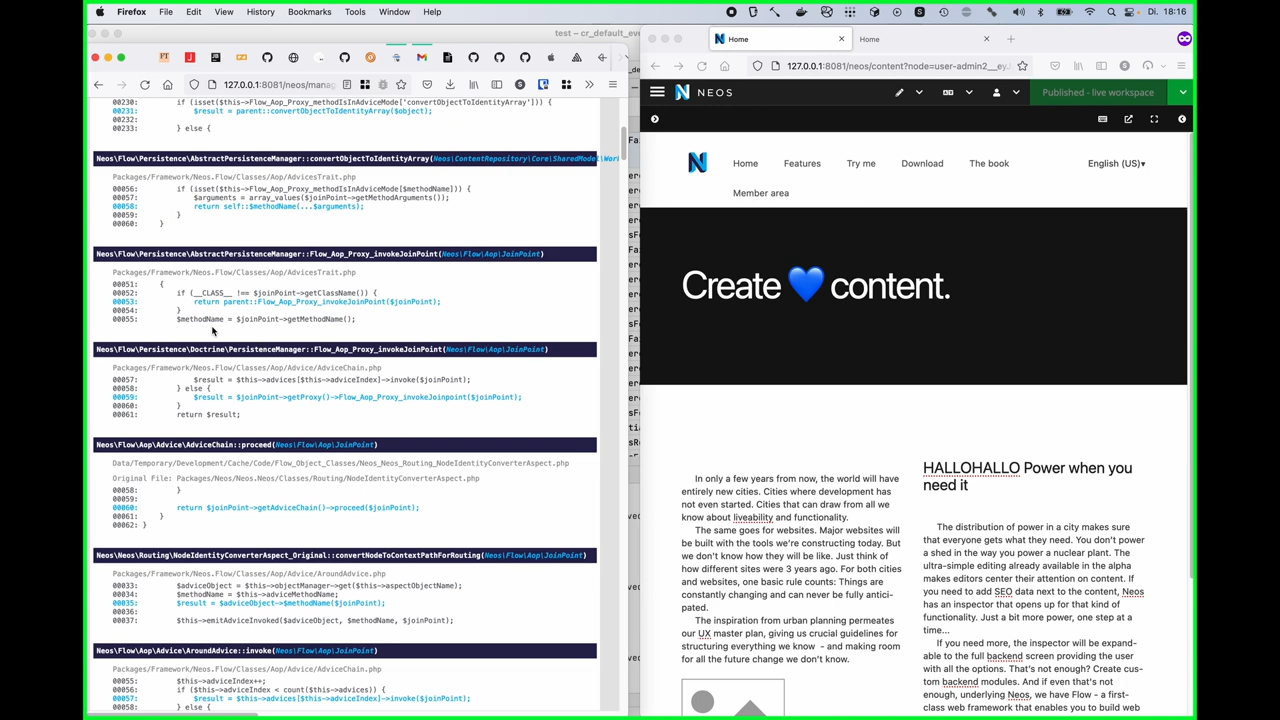 Firefox File Edit View History Bookmarks Tools Window Help Di. 18:16
test – cr_default_eve
127.0.0.1:8081/neos/manag
00230: if (isset($this->Flow_Aop_Proxy_methodIsInAdviceMode['convertObjectToIdentityArray'])) {
00231: $result = parent::convertObjectToIdentityArray($object);
00232:
00233: } else {
Neos\Flow\Persistence\AbstractPersistenceManager::convertObjectToIdentityArray(Neos\ContentRepository\Core\SharedModel\Wor
Packages/Framework/Neos.Flow/Classes/Aop/AdvicesTrait.php
00056: if (isset($this->Flow_Aop_Proxy_methodIsInAdviceMode[$methodName])) {
00057: $arguments = array_values($joinPoint->getMethodArguments());
00058: return self::$methodName(...$arguments);
00059: }
00060: }
Neos\Flow\Persistence\AbstractPersistenceManager::Flow_Aop_Proxy_invokeJoinPoint(Neos\Flow\Aop\JoinPoint)
Packages/Framework/Neos.Flow/Classes/Aop/AdvicesTrait.php
00051: {
00052: if (__CLASS__ !== $joinPoint->getClassName()) {
00053: return parent::Flow_Aop_Proxy_invokeJoinPoint($joinPoint);
00054: }
00055: $methodName = $joinPoint->getMethodName();
Neos\Flow\Persistence\Doctrine\PersistenceManager::Flow_Aop_Proxy_invokeJoinPoint(Neos\Flow\Aop\JoinPoint)
Packages/Framework/Neos.Flow/Classes/Aop/Advice/AdviceChain.php
00057: $result = $this->advices[$this->adviceIndex]->invoke($joinPoint);
00058: } else {
00059: $result = $joinPoint->getProxy()->Flow_Aop_Proxy_invokeJoinpoint($joinPoint);
00060: }
00061: return $result;
Neos\Flow\Aop\Advice\AdviceChain::proceed(Neos\Flow\Aop\JoinPoint)
Data/Temporary/Development/Cache/Code/Flow_Object_Classes/Neos_Neos_Routing_NodeIdentityConverterAspect.php
Original File: Packages/Neos/Neos.Neos/Classes/Routing/NodeIdentityConverterAspect.php
00058: }
00059:
00060: return $joinPoint->getAdviceChain()->proceed($joinPoint);
00061: }
00062: }
Neos\Neos\Routing\NodeIdentityConverterAspect_Original::convertNodeToContextPathForRouting(Neos\Flow\Aop\JoinPoint)
Packages/Framework/Neos.Flow/Classes/Aop/Advice/AroundAdvice.php
00033: $adviceObject = $this->objectManager->get($this->aspectObjectName);
00034: $methodName = $this->adviceMethodName;
00035: $result = $adviceObject->$methodName($joinPoint);
00036:
00037: $this->emitAdviceInvoked($adviceObject, $methodName, $joinPoint);
Neos\Flow\Aop\Advice\AroundAdvice::invoke(Neos\Flow\Aop\JoinPoint)
Packages/Framework/Neos.Flow/Classes/Aop/Advice/AdviceChain.php
00055: $this->adviceIndex++;
00056: if ($this->adviceIndex < count($this->advices)) {
00057: $result = $this->advices[$this->adviceIndex]->invoke($joinPoint);
00058: } else {
Home Home
127.0.0.1:8081/neos/content?node=user-admin2__eyJ
NEOS Published - live workspace
Home Features Try me Download The book English (US)
Member area
Create 💙 content.
In only a few years from now, the world will have
entirely new cities. Cities where development has
not even started. Cities that can draw from all we
know about liveability and functionality.
The same goes for websites. Major websites will
be built with the tools we're constructing today. But
we don't know how they will be like. Just think of
how different sites were 3 years ago. For both cities
and websites, one basic rule counts: Things are
constantly changing and can never be fully antici-
pated.
The inspiration from urban planning permeates
our UX master plan, giving us crucial guidelines for
structuring everything we know - and making room
for all the future change we don't know.
HALLOHALLO Power when you
need it
The distribution of power in a city makes sure
that everyone gets what they need. You don't power
a shed in the way you power a nuclear plant. The
ultra-simple editing already available in the alpha
makes editors center their attention on content. If
you need to add SEO data next to the content, Neos
has an inspector that opens up for that kind of
functionality. Just a bit more power, one step at a
time...
If you need more, the inspector will be expand-
able to the full backend screen providing the user
with all the options. That's not enough? Create cus-
tom backend modules. And if even that's not
enough, underlying Neos, we have Flow - a first-
class web framework that enables you to build web